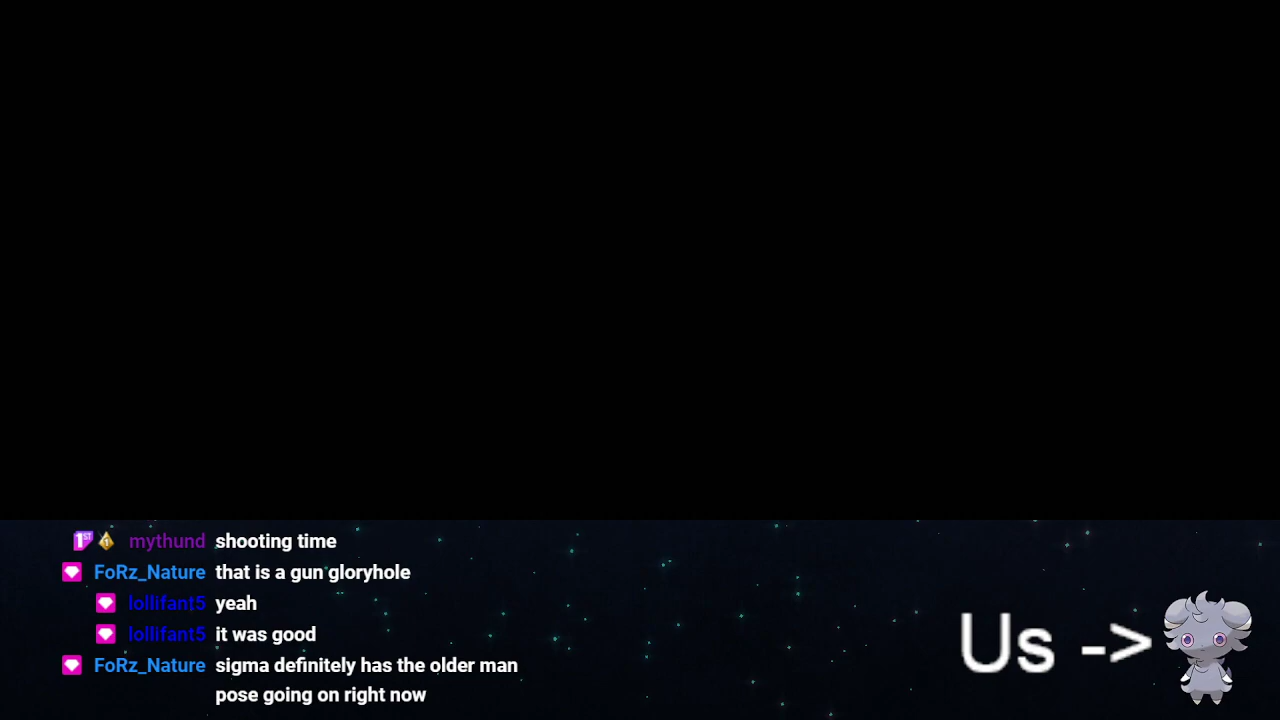 mythund shooting time
FoRz_Nature that is a gun gloryhole
lollifant5 yeah
lollifant5 it was good
FoRz_Nature sigma definitely has the older man
pose going on right now
Us ->